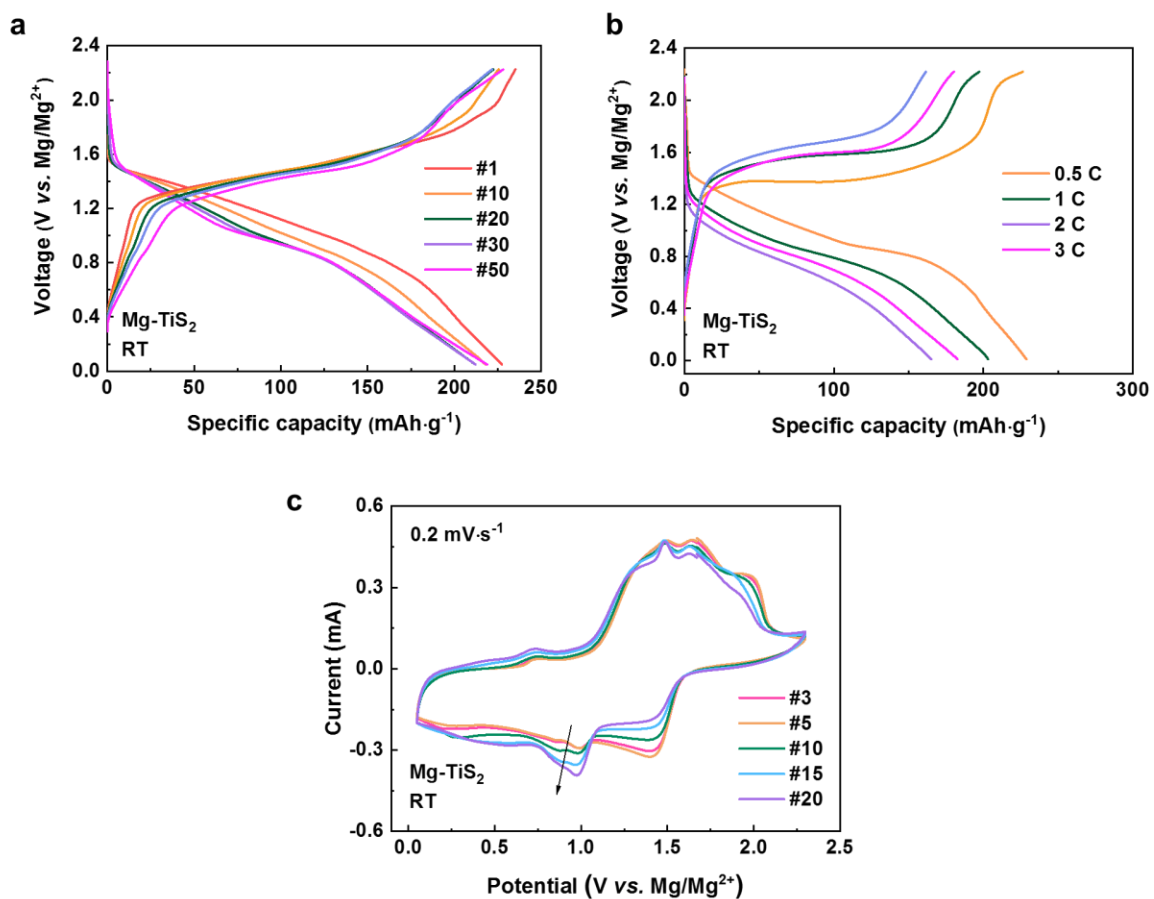 a
2.4
2.0
1.6
1.2
0.8
0.4
0.0
Voltage (V vs. Mg/Mg²⁺)
#1
#10
#20
#30
#50
Mg-TiS₂
RT
0 50 100 150 200 250
Specific capacity (mAh·g⁻¹)
b
2.4
2.0
1.6
1.2
0.8
0.4
0.0
Voltage (V vs. Mg/Mg²⁺)
0.5 C
1 C
2 C
3 C
Mg-TiS₂
RT
0 100 200 300
Specific capacity (mAh·g⁻¹)
c
0.6
0.3
0.0
-0.3
-0.6
Current (mA)
0.2 mV·s⁻¹
#3
#5
#10
#15
#20
Mg-TiS₂
RT
0.0 0.5 1.0 1.5 2.0 2.5
Potential (V vs. Mg/Mg²⁺)